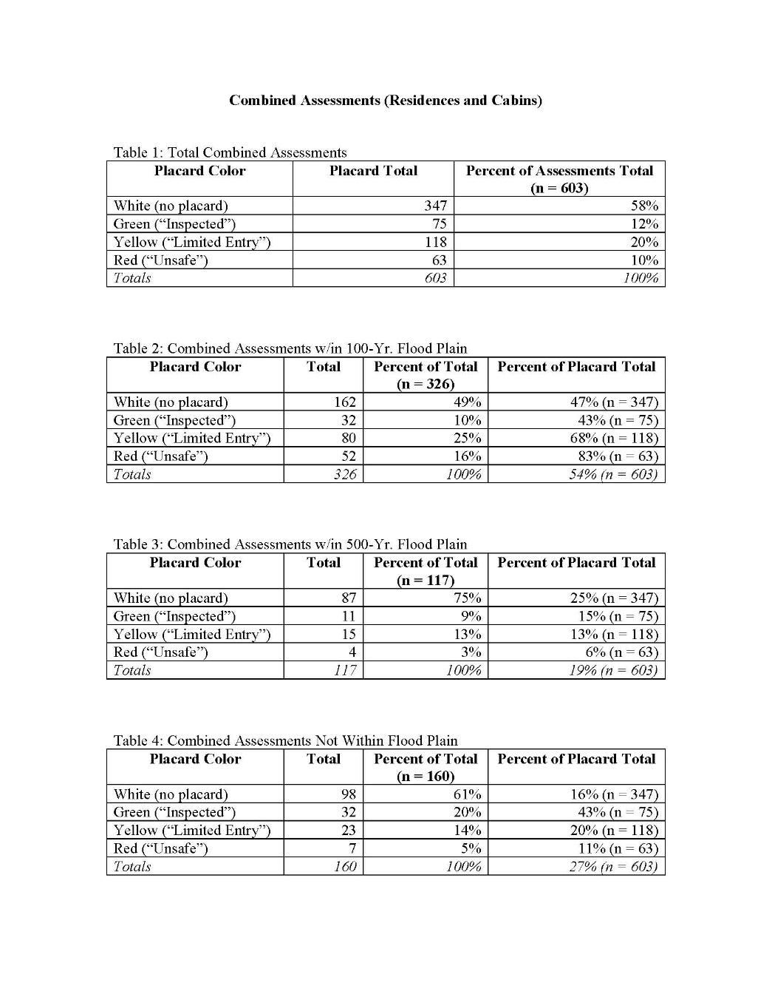 Combined Assessments (Residences and Cabins)
Table 1: Total Combined Assessments
Placard Color Placard Total Percent of Assessments Total
(n = 603)
White (no placard) 347 58%
Green (“Inspected”) 75 12%
Yellow (“Limited Entry”) 118 20%
Red (“Unsafe”) 63 10%
Totals 603 100%
Table 2: Combined Assessments w/in 100-Yr. Flood Plain
Placard Color Total Percent of Total Percent of Placard Total
(n = 326)
White (no placard) 162 49% 47% (n = 347)
Green (“Inspected”) 32 10% 43% (n = 75)
Yellow (“Limited Entry”) 80 25% 68% (n = 118)
Red (“Unsafe”) 52 16% 83% (n = 63)
Totals 326 100% 54% (n = 603)
Table 3: Combined Assessments w/in 500-Yr. Flood Plain
Placard Color Total Percent of Total Percent of Placard Total
(n = 117)
White (no placard) 87 75% 25% (n = 347)
Green (“Inspected”) 11 9% 15% (n = 75)
Yellow (“Limited Entry”) 15 13% 13% (n = 118)
Red (“Unsafe”) 4 3% 6% (n = 63)
Totals 117 100% 19% (n = 603)
Table 4: Combined Assessments Not Within Flood Plain
Placard Color Total Percent of Total Percent of Placard Total
(n = 160)
White (no placard) 98 61% 16% (n = 347)
Green (“Inspected”) 32 20% 43% (n = 75)
Yellow (“Limited Entry”) 23 14% 20% (n = 118)
Red (“Unsafe”) 7 5% 11% (n = 63)
Totals 160 100% 27% (n = 603)